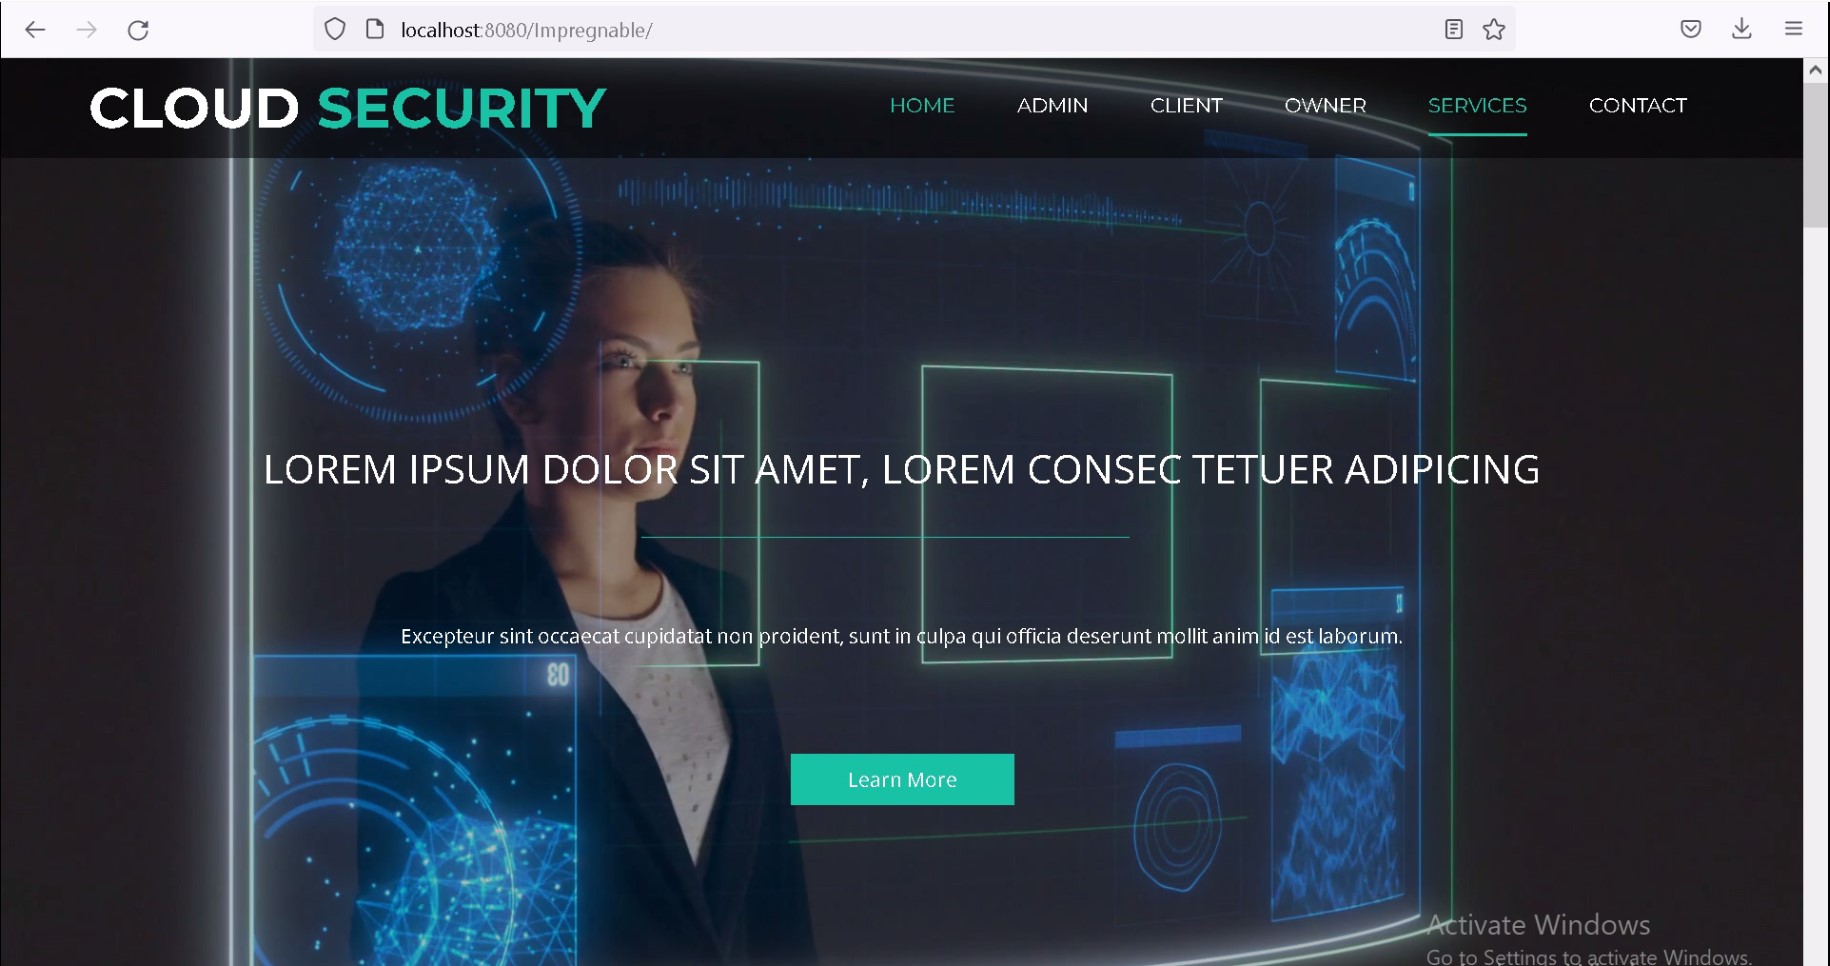 localhost:8080/Impregnable/
CLOUD SECURITY
HOME ADMIN CLIENT OWNER SERVICES CONTACT
LOREM IPSUM DOLOR SIT AMET, LOREM CONSEC TETUER ADIPICING
Excepteur sint occaecat cupidatat non proident, sunt in culpa qui officia deserunt mollit anim id est laborum.
03
Learn More
Activate Windows
Go to Settings to activate Windows.